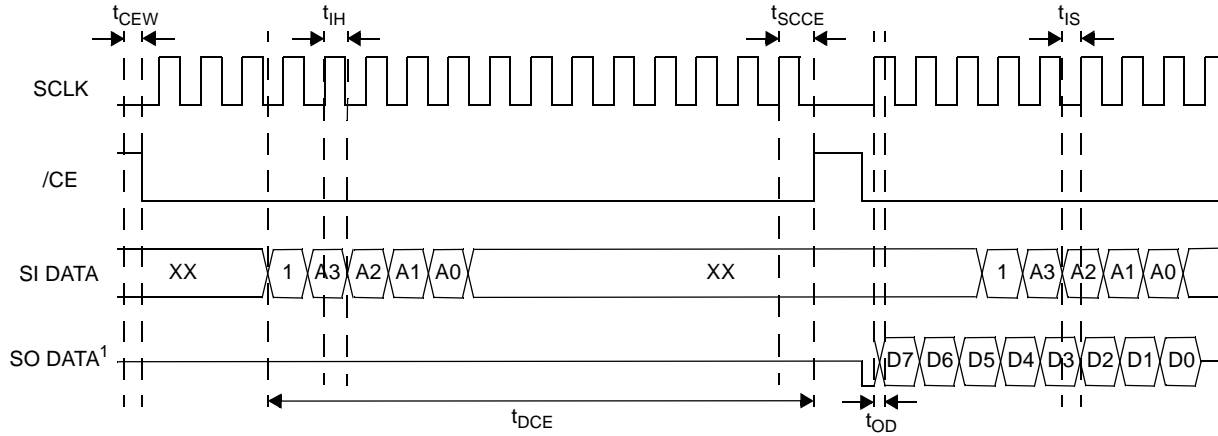 tCEW tIH tSCCE tIS
SCLK
/CE
SI DATA XX 1 A3 A2 A1 A0 XX 1 A3 A2 A1 A0
SO DATA1 D7 D6 D5 D4 D3 D2 D1 D0
tDCE tOD